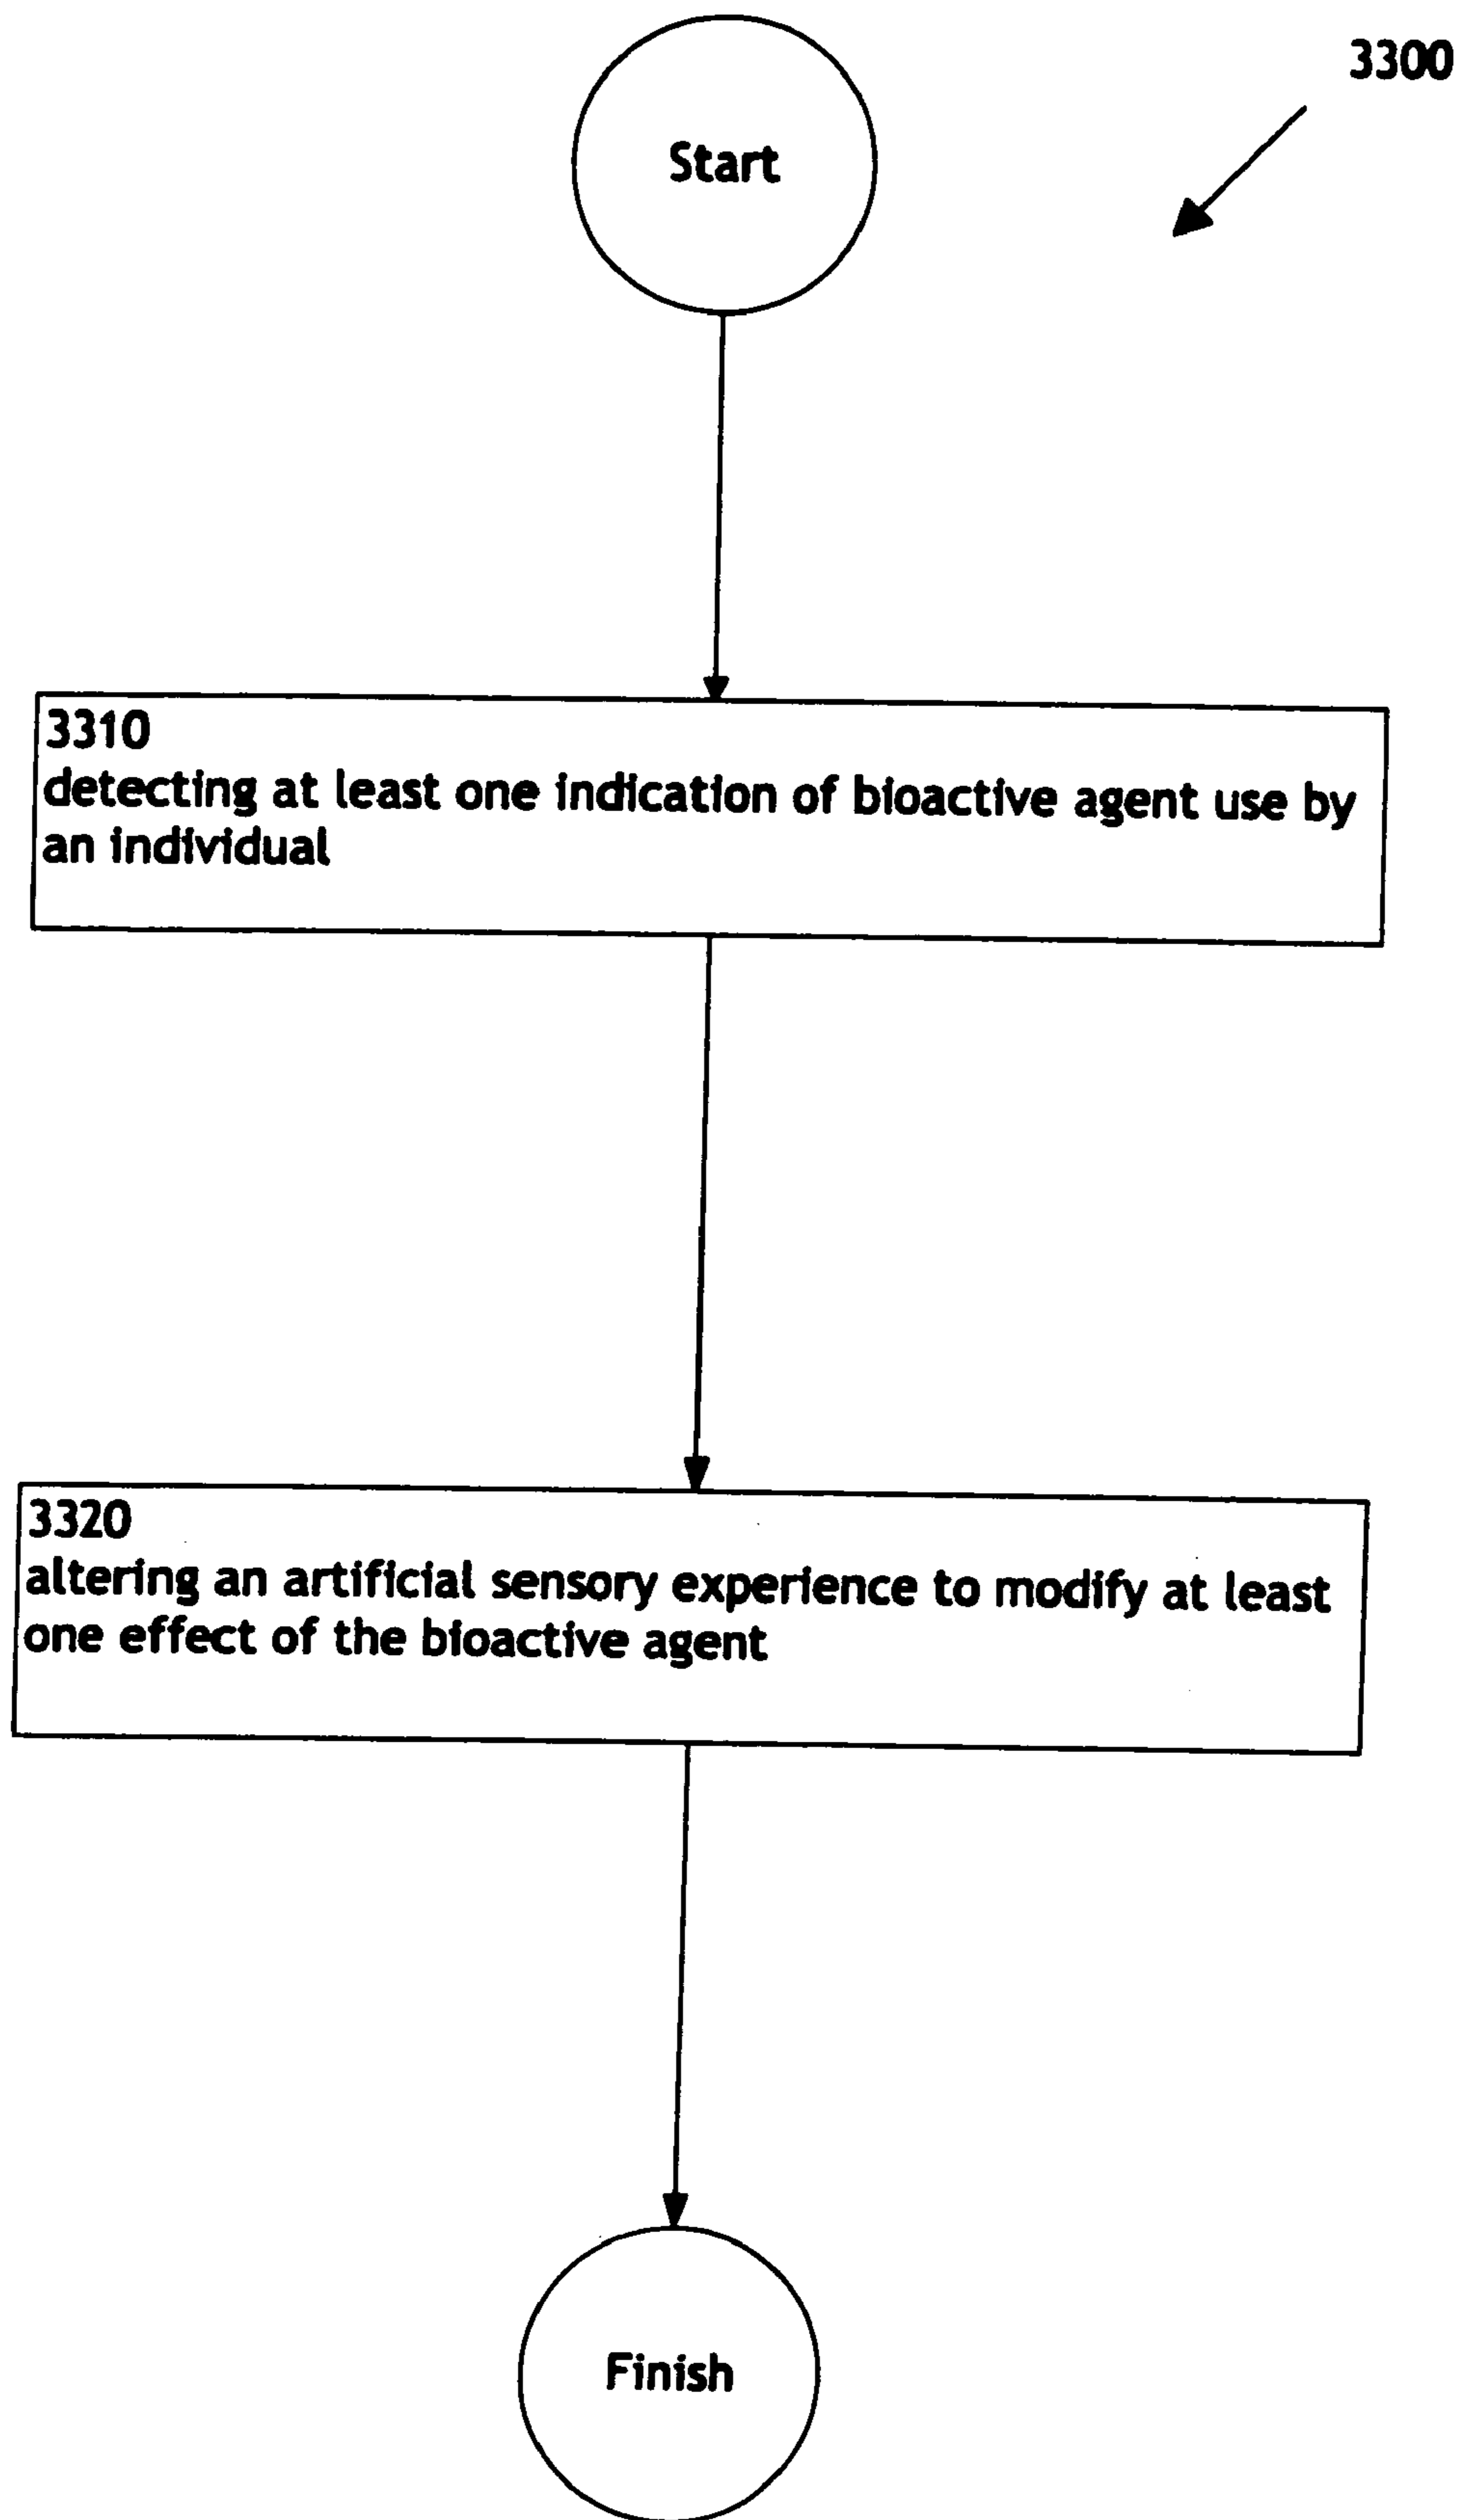 3300
Start
3310
detecting at least one indication of bioactive agent use by
an individual
3320
altering an artificial sensory experience to modify at least
one effect of the bioactive agent
Finish